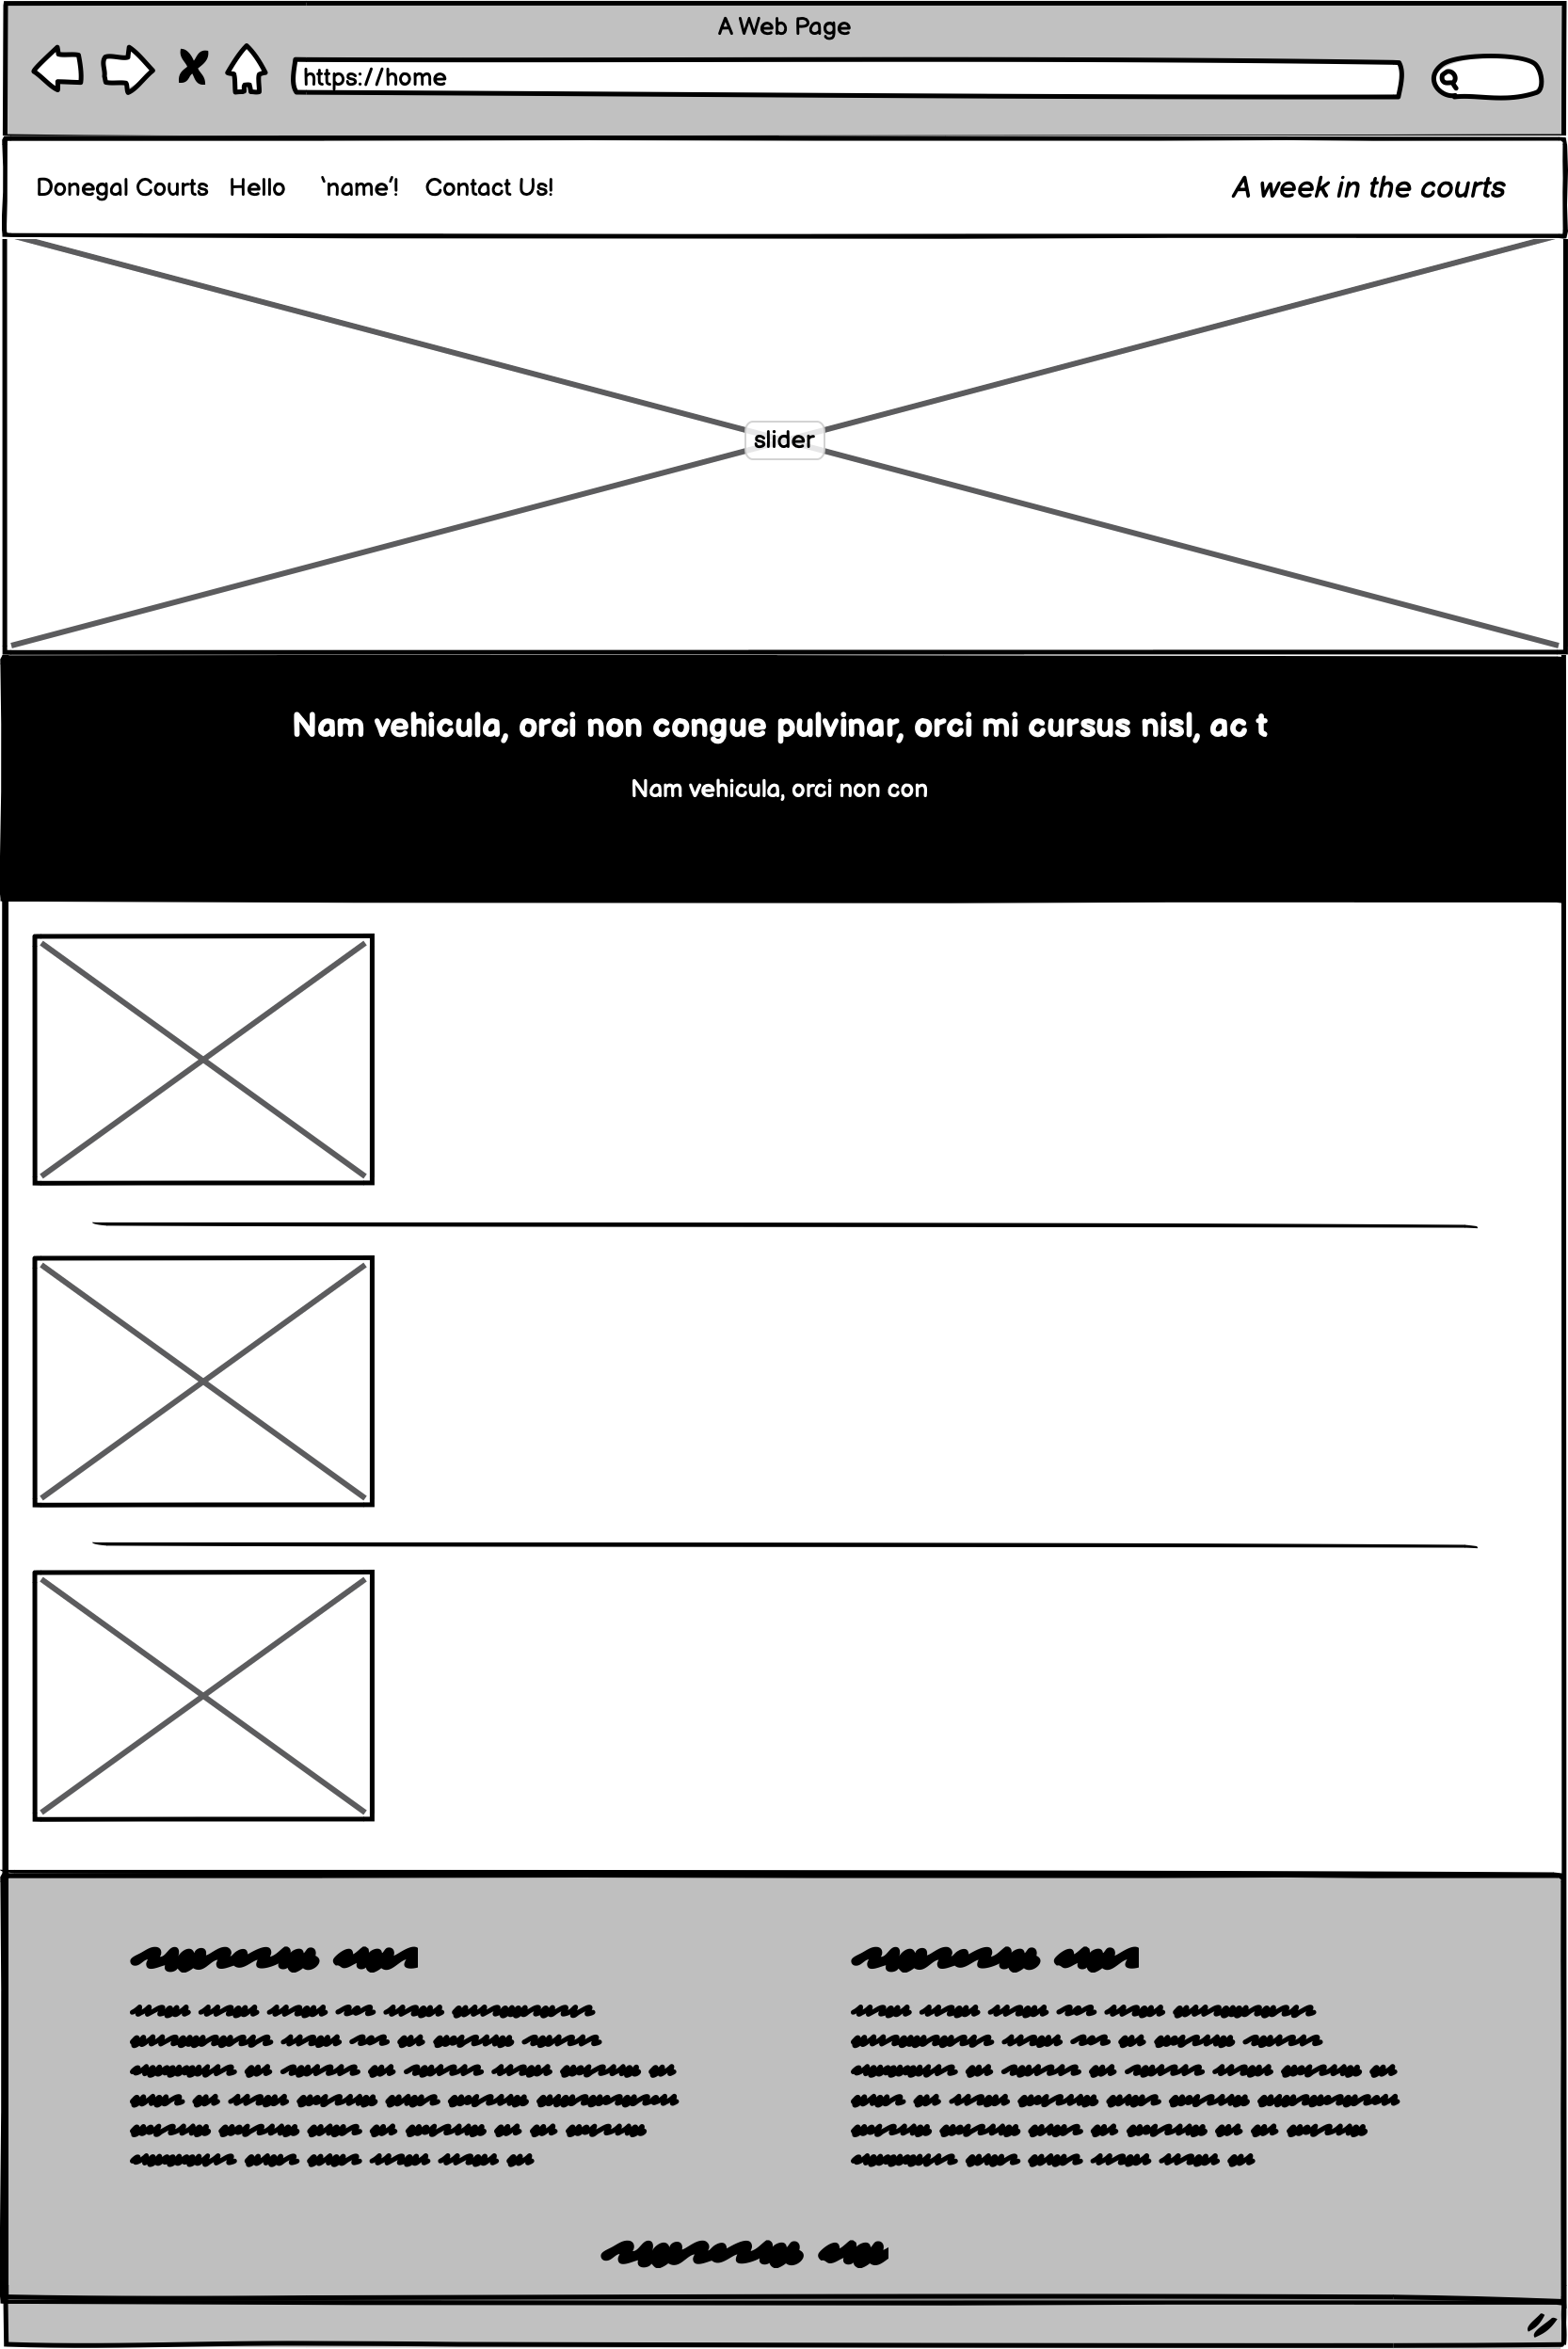 A Web Page
https://home
Donegal Courts Hello 'name'! Contact Us! A week in the courts
slider
Nam vehicula, orci non congue pulvinar, orci mi cursus nisl, ac t
Nam vehicula, orci non con